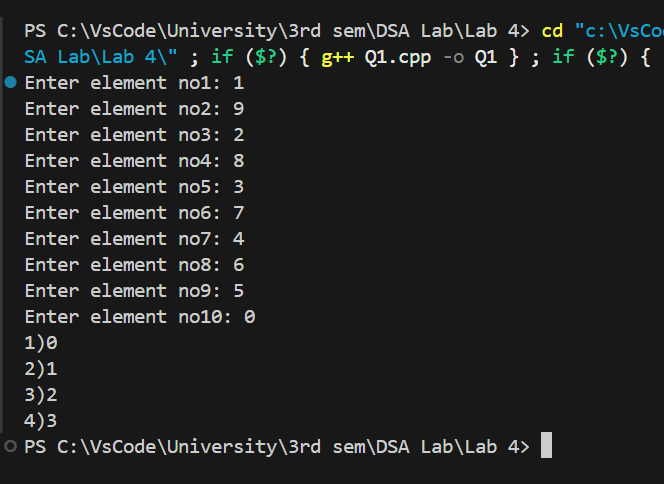 PS C:\VsCode\University\3rd sem\DSA Lab\Lab 4> cd "c:\VsCo
SA Lab\Lab 4\" ; if ($?) { g++ Q1.cpp -o Q1 } ; if ($?) {
Enter element no1: 1
Enter element no2: 9
Enter element no3: 2
Enter element no4: 8
Enter element no5: 3
Enter element no6: 7
Enter element no7: 4
Enter element no8: 6
Enter element no9: 5
Enter element no10: 0
1)0
2)1
3)2
4)3
PS C:\VsCode\University\3rd sem\DSA Lab\Lab 4>